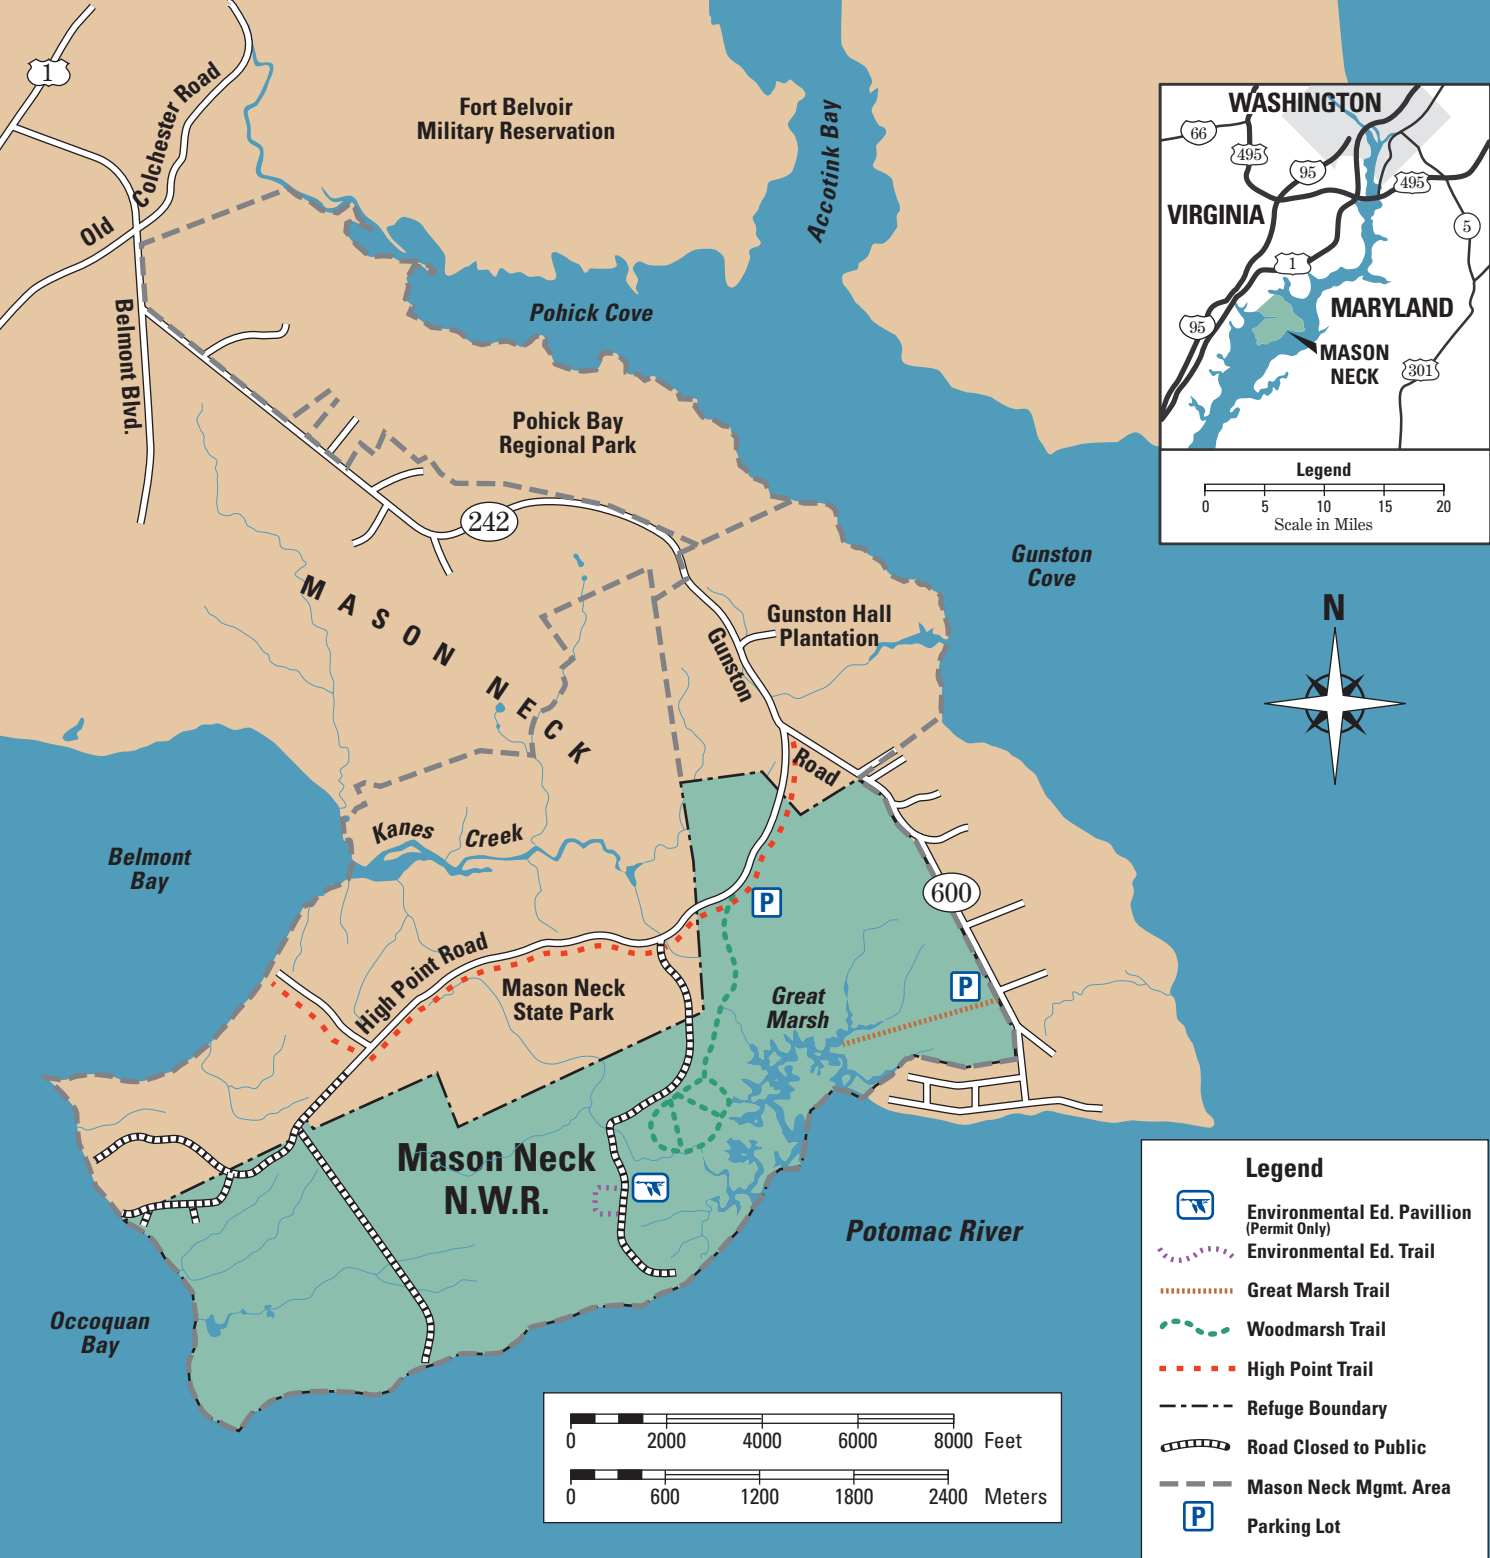 1
Old Colchester Road
Fort Belvoir
Military Reservation
Accotink Bay
Belmont Blvd.
Pohick Cove
Pohick Bay
Regional Park
242
MASON NECK
Gunston
Cove
Gunston Hall
Plantation
Gunston Road
Kanes Creek
Belmont
Bay
600
P
High Point Road
Mason Neck
State Park
P
Great
Marsh
Mason Neck
N.W.R.
Potomac River
Occoquan
Bay
WASHINGTON
66
495
95
495
VIRGINIA
5
1
MARYLAND
95
MASON
NECK
301
Legend
0 5 10 15 20
Scale in Miles
N
0 2000 4000 6000 8000 Feet
0 600 1200 1800 2400 Meters
Legend
Environmental Ed. Pavillion
(Permit Only)
Environmental Ed. Trail
Great Marsh Trail
Woodmarsh Trail
High Point Trail
Refuge Boundary
Road Closed to Public
Mason Neck Mgmt. Area
P Parking Lot